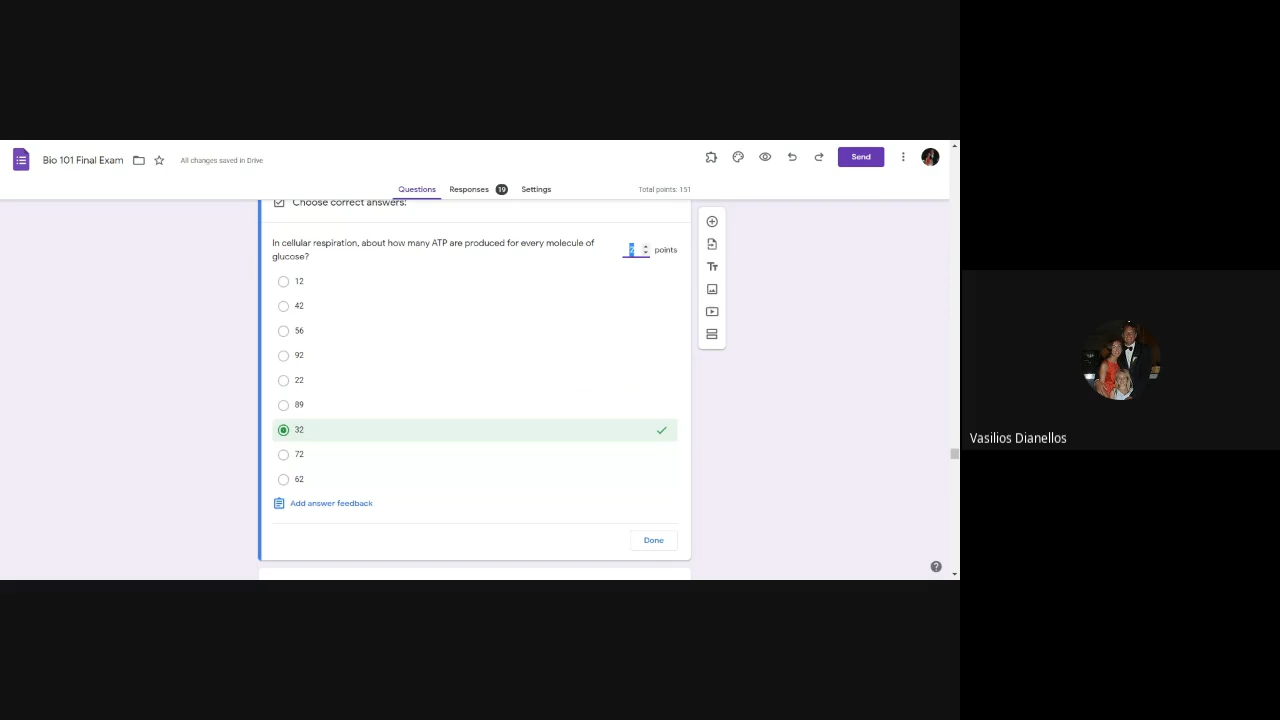 Bio 101 Final Exam
All changes saved in Drive
Send
Questions
Responses 19
Settings
Total points: 151
Choose correct answers:
In cellular respiration, about how many ATP are produced for every molecule of
glucose?
2 points
12
42
56
92
22
89
32
72
62
Add answer feedback
Done
Vasilios Dianellos